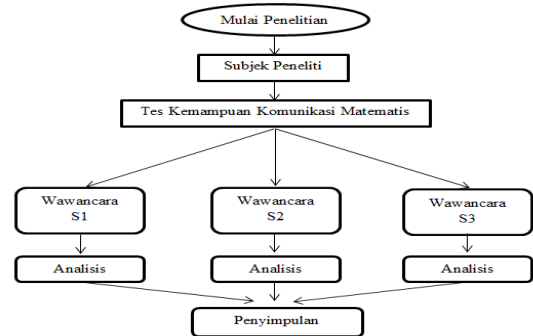 Mulai Penelitian
Subjek Peneliti
Tes Kemampuan Komunikasi Matematis
Wawancara
S1
Wawancara
S2
Wawancara
S3
Analisis
Analisis
Analisis
Penyimpulan